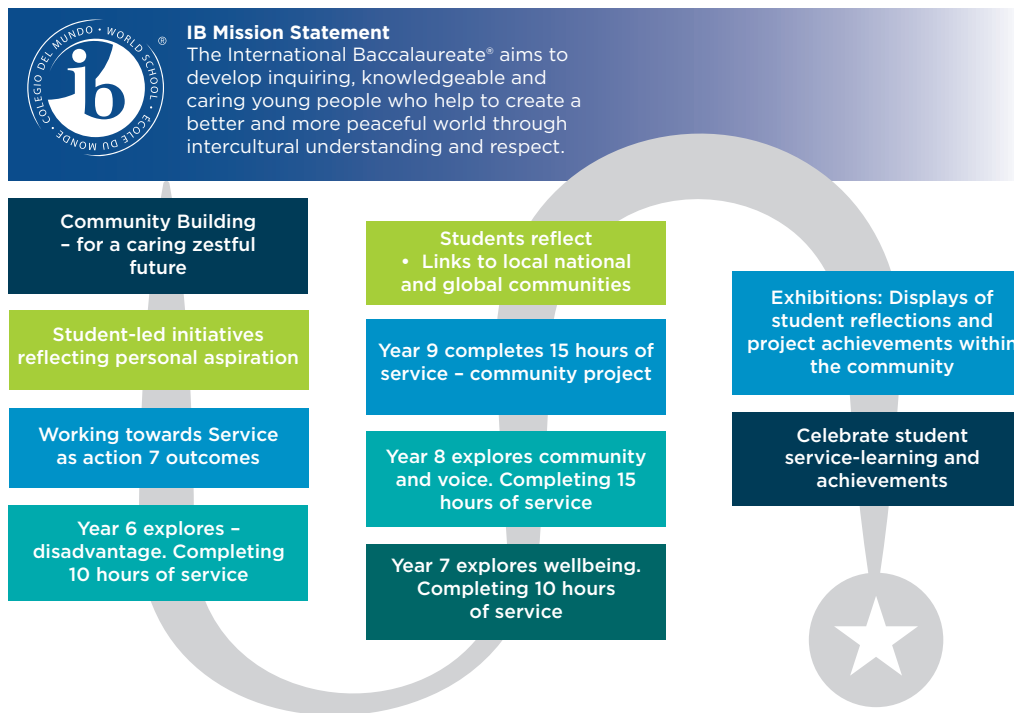 COLEGIO DEL MUNDO • WORLD SCHOOL • ÉCOLE DU MONDE •
ib
®
IB Mission Statement
The International Baccalaureate® aims to
develop inquiring, knowledgeable and
caring young people who help to create a
better and more peaceful world through
intercultural understanding and respect.
Community Building
– for a caring zestful
future
Student-led initiatives
reflecting personal aspiration
Working towards Service
as action 7 outcomes
Year 6 explores –
disadvantage. Completing
10 hours of service
Year 7 explores wellbeing.
Completing 10 hours
of service
Year 8 explores community
and voice. Completing 15
hours of service
Year 9 completes 15 hours of
service – community project
Students reflect
• Links to local national
and global communities
Exhibitions: Displays of
student reflections and
project achievements within
the community
Celebrate student
service-learning and
achievements